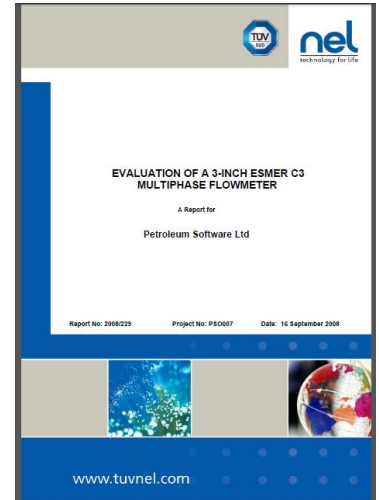 TÜV
SÜD
nel
technology for life
EVALUATION OF A 3-INCH ESMER C3
MULTIPHASE FLOWMETER
A Report for
Petroleum Software Ltd
Report No: 2008/229 Project No: PSO007 Date: 16 September 2008
www.tuvnel.com